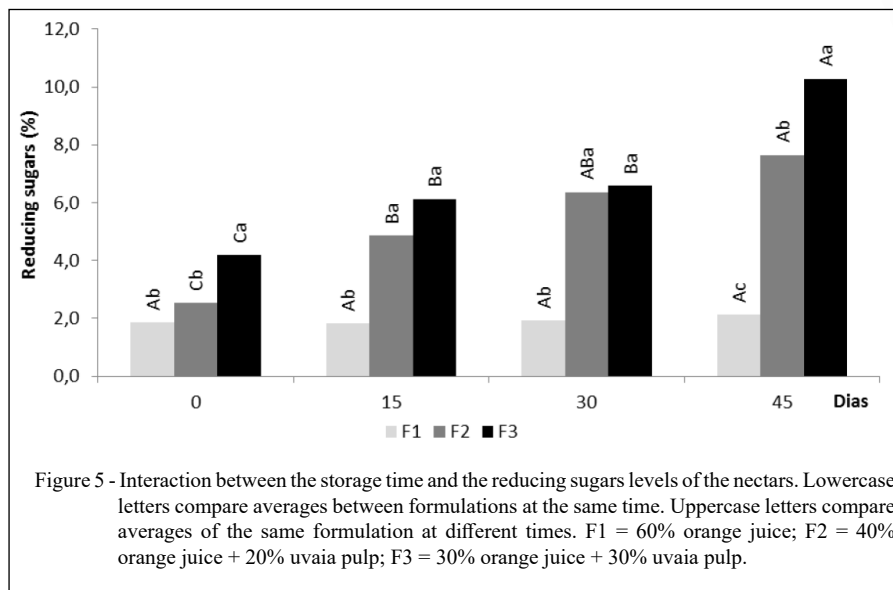 12,0
10,0
8,0
6,0
4,0
2,0
0,0
Reducing sugars (%)
Ab Cb Ca
Ab Ba Ba
Ab ABa Ba
Ac Ab Aa
0 15 30 45 Dias
F1 F2 F3
Figure 5 - Interaction between the storage time and the reducing sugars levels of the nectars. Lowercase
letters compare averages between formulations at the same time. Uppercase letters compare
averages of the same formulation at different times. F1 = 60% orange juice; F2 = 40%
orange juice + 20% uvaia pulp; F3 = 30% orange juice + 30% uvaia pulp.